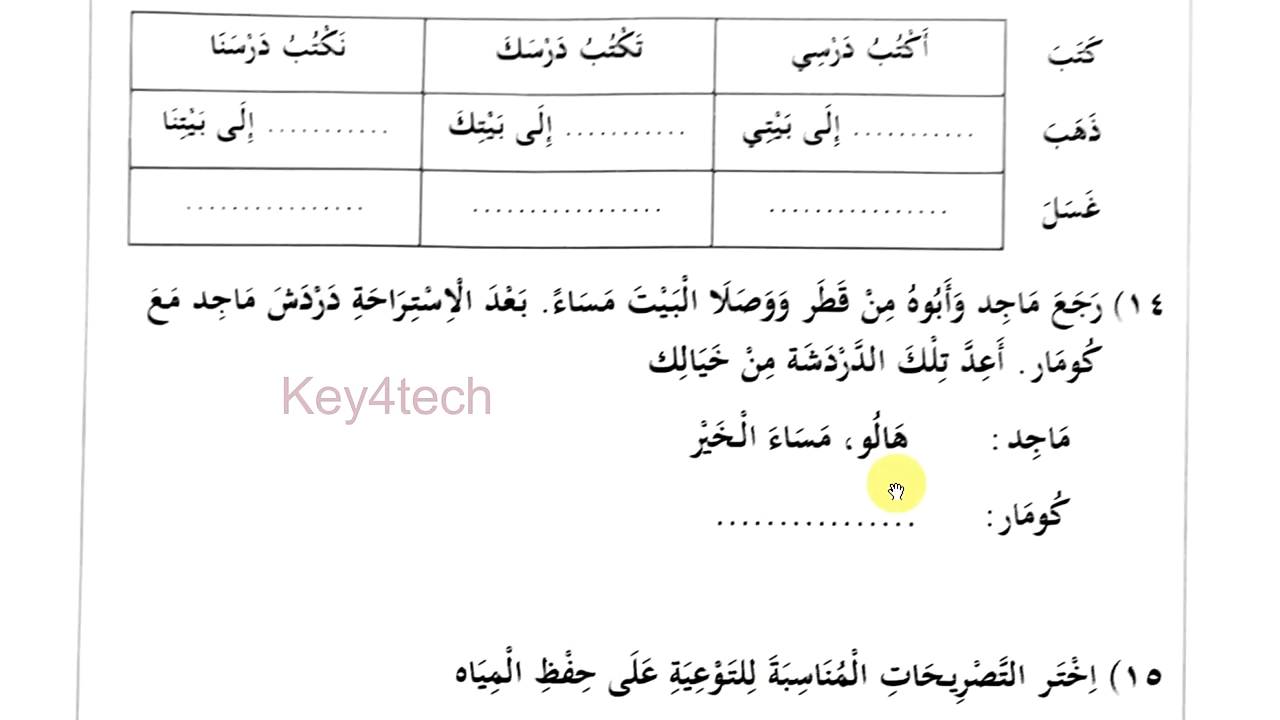 كَتَبَ أَكْتُبُ دَرْسِي تَكْتُبُ دَرْسَكَ نَكْتُبُ دَرْسَنَا
ذَهَبَ ........... إِلَى بَيْتِي ........... إِلَى بَيْتِكَ ........... إِلَى بَيْتِنَا
غَسَلَ ................ ................. ................
١٤) رَجَعَ مَاجِد وَأَبُوهُ مِنْ قَطَر وَوَصَلَا الْبَيْتَ مَسَاءً. بَعْدَ الْاِسْتِرَاحَةِ دَرْدَشَ مَاجِد مَعَ
كُومَار. أَعِدَّ تِلْكَ الدَّرْدَشَة مِنْ خَيَالِك
Key4tech
مَاجِد : هَالُو، مَسَاءَ الْخَيْر
كُومَار : ................
١٥) اِخْتَر التَّصْرِيحَاتِ الْمُنَاسِبَةَ لِلتَوْعِيَةِ عَلَى حِفْظِ الْمِيَاه